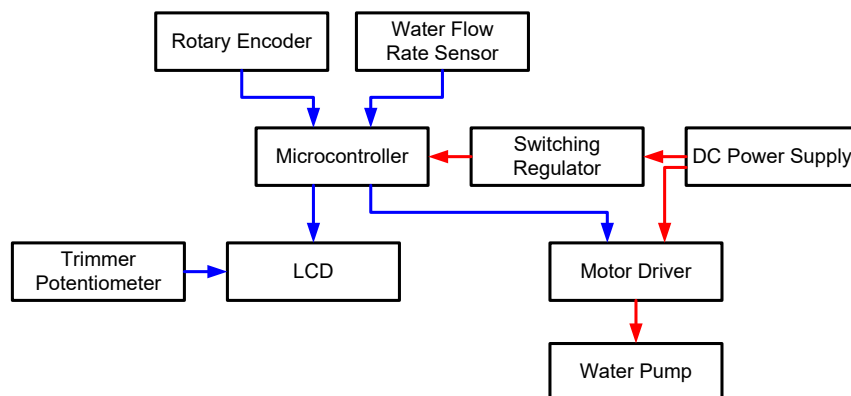 Rotary Encoder
Water Flow
Rate Sensor
Microcontroller
Switching
Regulator
DC Power Supply
Trimmer
Potentiometer
LCD
Motor Driver
Water Pump